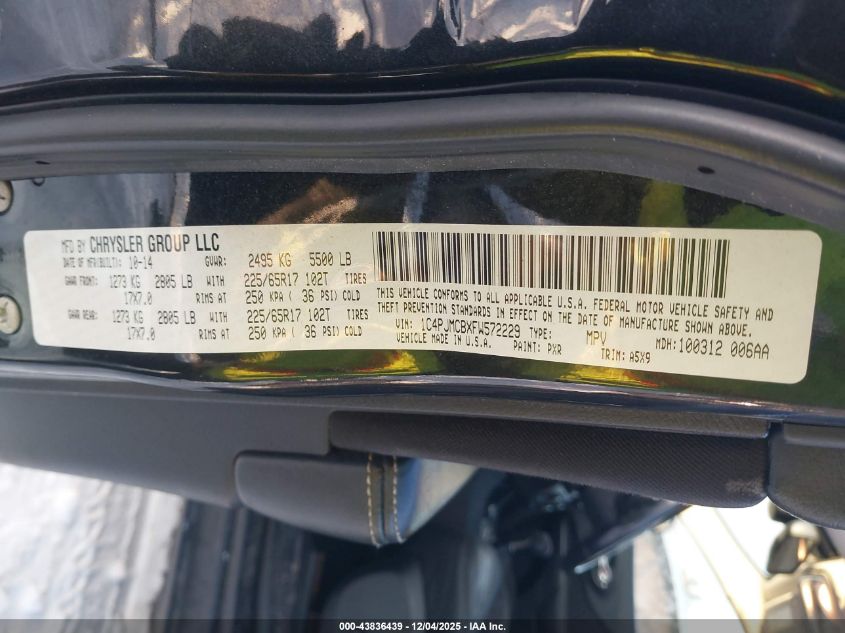 MFD BY CHRYSLER GROUP LLC
DATE OF MFR(BUILT): 10-14 GVWR: 2495 KG 5500 LB
GAWR FRONT: 1273 KG 2805 LB WITH 225/65R17 102T TIRES
17X7.0 RIMS AT 250 KPA ( 36 PSI) COLD
GAWR REAR: 1273 KG 2805 LB WITH 225/65R17 102T TIRES
17X7.0 RIMS AT 250 KPA ( 36 PSI) COLD
THIS VEHICLE CONFORMS TO ALL APPLICABLE U.S.A. FEDERAL MOTOR VEHICLE SAFETY AND
THEFT PREVENTION STANDARDS IN EFFECT ON THE DATE OF MANUFACTURE SHOWN ABOVE.
VIN: 1C4PJMCBXFW572229 TYPE: MPV MDH: 100312 006AA
VEHICLE MADE IN U.S.A. PAINT: PXR TRIM: A5X9
000-43836439 - 12/04/2025 - IAA Inc.